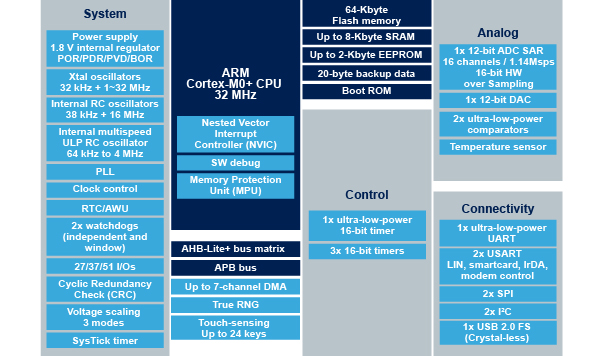 System
Power supply
1.8 V internal regulator
POR/PDR/PVD/BOR
Xtal oscillators
32 kHz + 1~32 MHz
Internal RC oscillators
38 kHz + 16 MHz
Internal multispeed
ULP RC oscillator
64 kHz to 4 MHz
PLL
Clock control
RTC/AWU
2x watchdogs
(independent and
window)
27/37/51 I/Os
Cyclic Redundancy
Check (CRC)
Voltage scaling
3 modes
SysTick timer
ARM
Cortex-M0+ CPU
32 MHz
Nested Vector
Interrupt
Controller (NVIC)
SW debug
Memory Protection
Unit (MPU)
AHB-Lite+ bus matrix
APB bus
Up to 7-channel DMA
True RNG
Touch-sensing
Up to 24 keys
64-Kbyte
Flash memory
Up to 8-Kbyte SRAM
Up to 2-Kbyte EEPROM
20-byte backup data
Boot ROM
Control
1x ultra-low-power
16-bit timer
3x 16-bit timers
Analog
1x 12-bit ADC SAR
16 channels / 1.14Msps
16-bit HW
over Sampling
1x 12-bit DAC
2x ultra-low-power
comparators
Temperature sensor
Connectivity
1x ultra-low-power
UART
2x USART
LIN, smartcard, IrDA,
modem control
2x SPI
2x I²C
1x USB 2.0 FS
(Crystal-less)